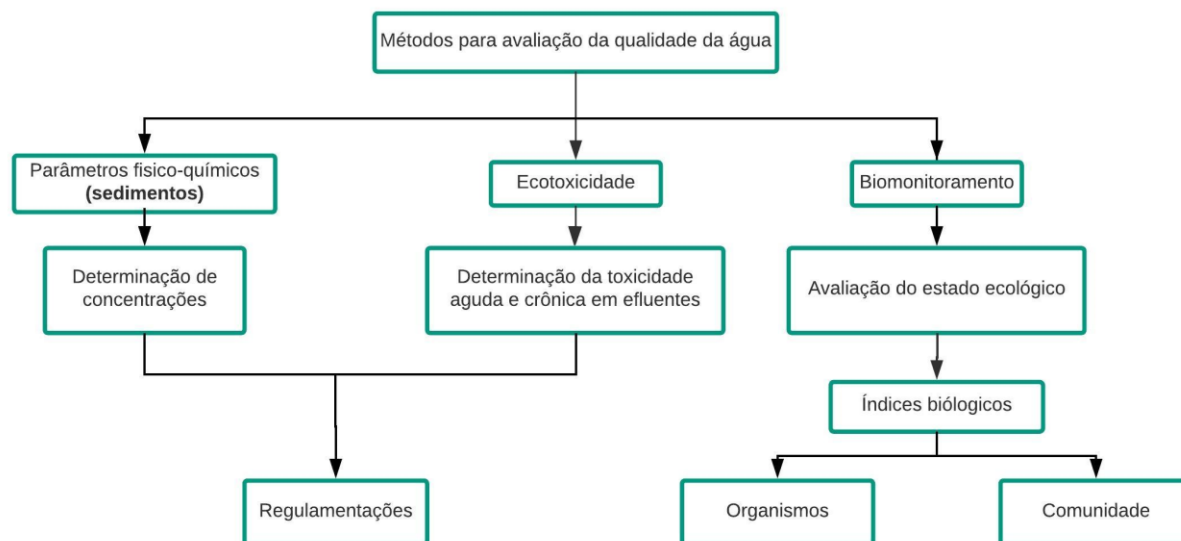 Métodos para avaliação da qualidade da água
Parâmetros fisico-químicos
(sedimentos)
Ecotoxicidade
Biomonitoramento
Determinação de
concentrações
Determinação da toxicidade
aguda e crônica em efluentes
Avaliação do estado ecológico
Índices biólogicos
Regulamentações
Organismos
Comunidade